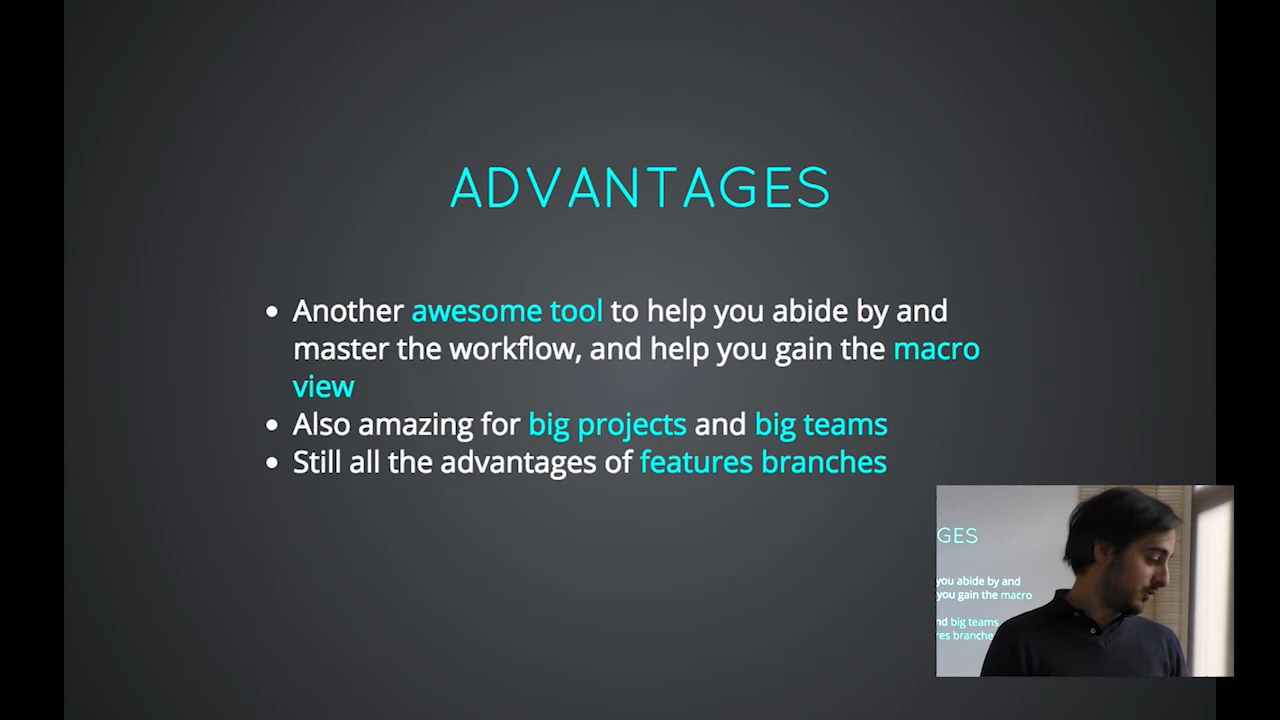 ADVANTAGES
Another awesome tool to help you abide by and
master the workflow, and help you gain the macro
view
Also amazing for big projects and big teams
Still all the advantages of features branches
GES
you abide by and
you gain the macro
nd big teams
res branche